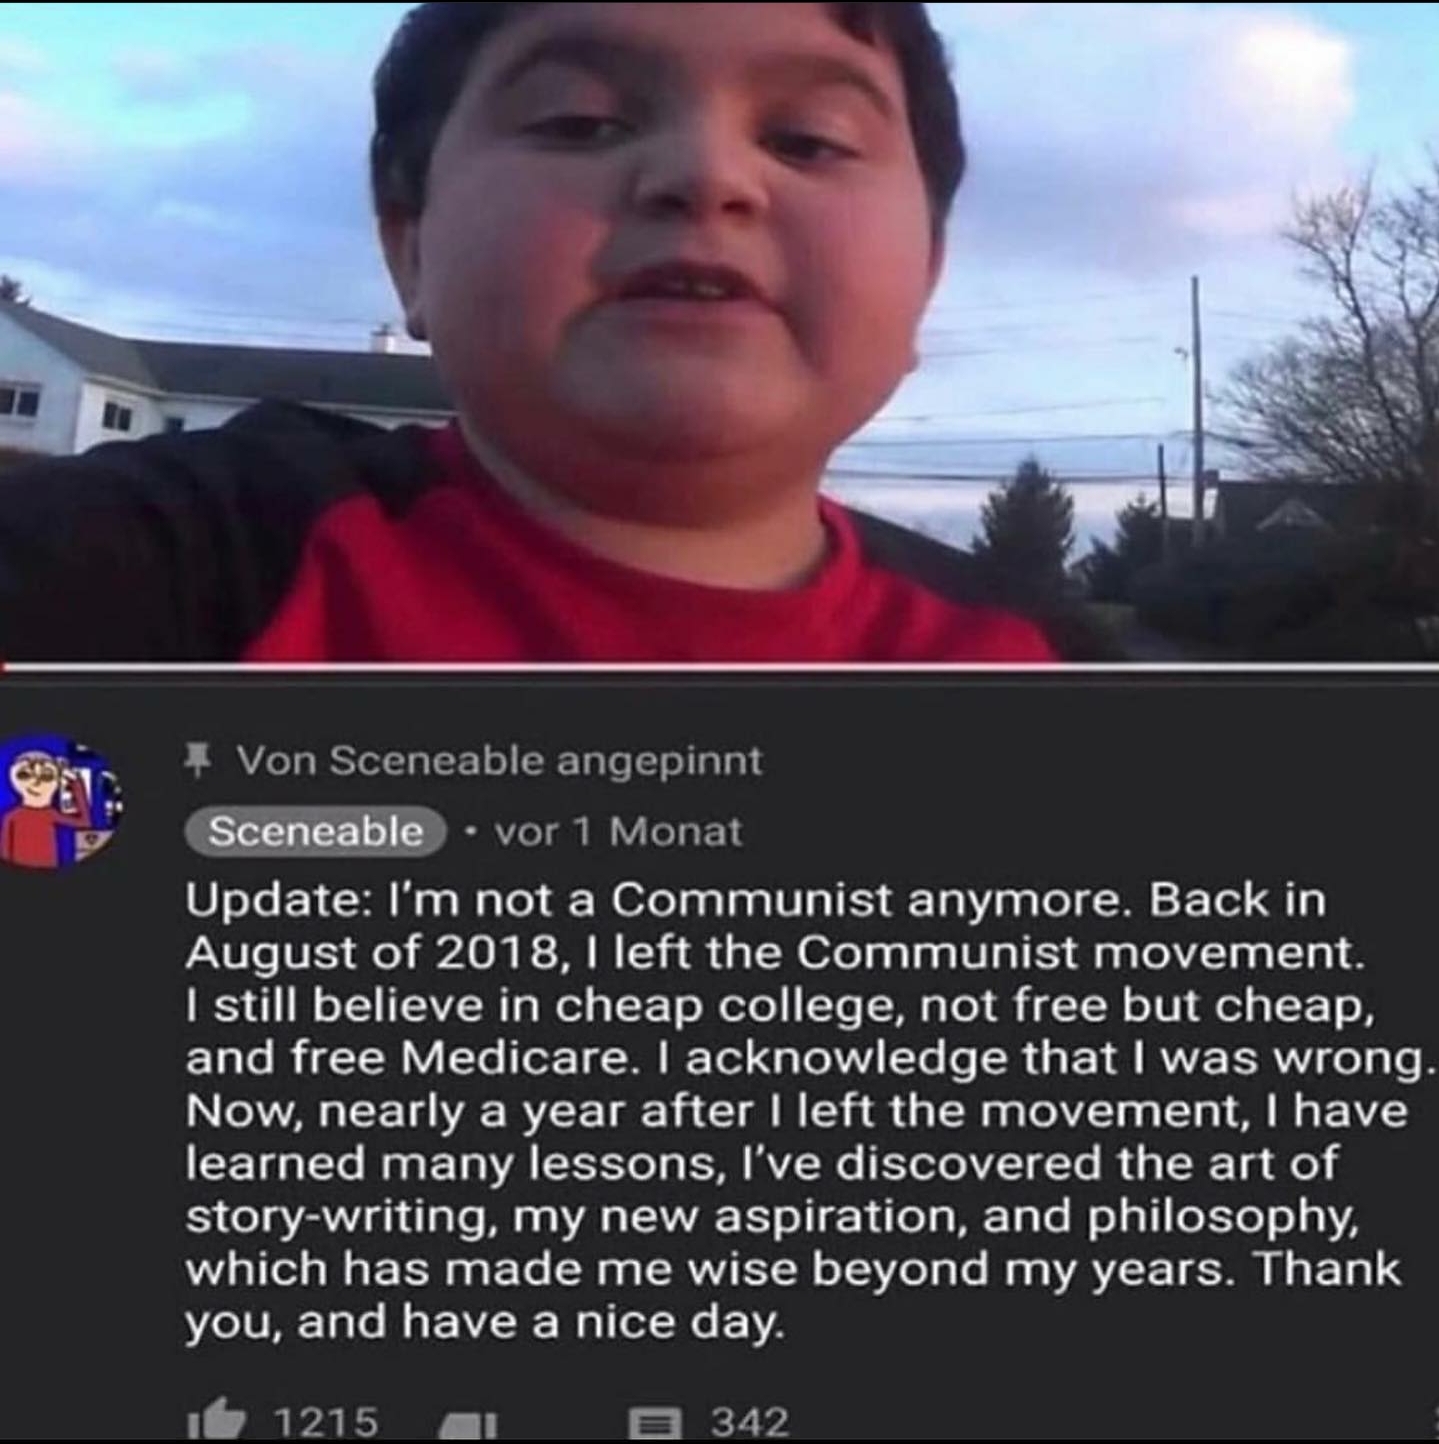 Von Sceneable angepinnt
Sceneable • vor 1 Monat
Update: I'm not a Communist anymore. Back in
August of 2018, I left the Communist movement.
I still believe in cheap college, not free but cheap,
and free Medicare. I acknowledge that I was wrong.
Now, nearly a year after I left the movement, I have
learned many lessons, I've discovered the art of
story-writing, my new aspiration, and philosophy,
which has made me wise beyond my years. Thank
you, and have a nice day.
1215 342